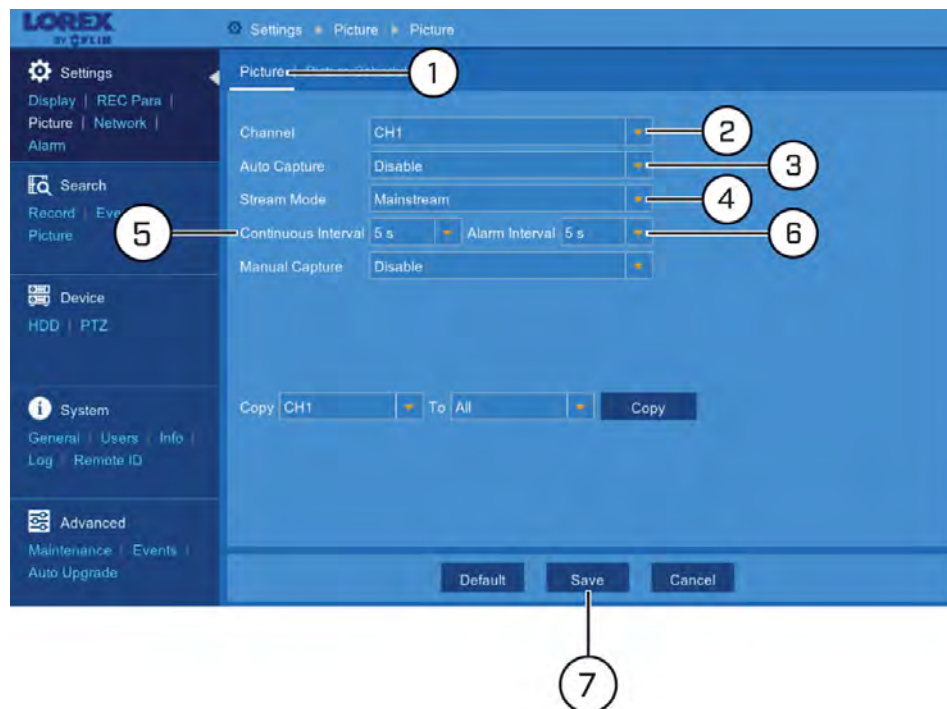 LOREX
BY FLIR
Settings Picture Picture
Settings
Display | REC Para |
Picture | Network |
Alarm
Picture
1
Channel CH1
2
Auto Capture Disable
3
Stream Mode Mainstream
4
Search
Record
Picture
5
Continuous Interval 5 s Alarm Interval 5 s
6
Manual Capture Disable
Device
HDD | PTZ
Copy CH1 To All Copy
System
General | Users | Info |
Log | Remote ID
Advanced
Maintenance | Events |
Auto Upgrade
Default Save Cancel
7